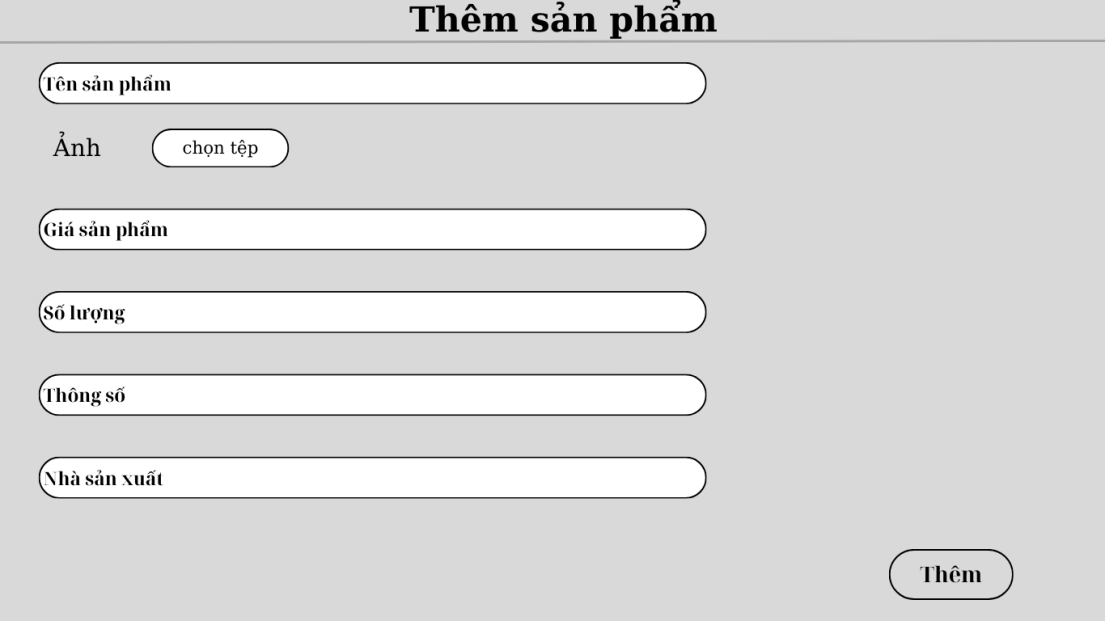 Thêm sản phẩm
Tên sản phẩm
Ảnh
chọn tệp
Giá sản phẩm
Số lượng
Thông số
Nhà sản xuất
Thêm